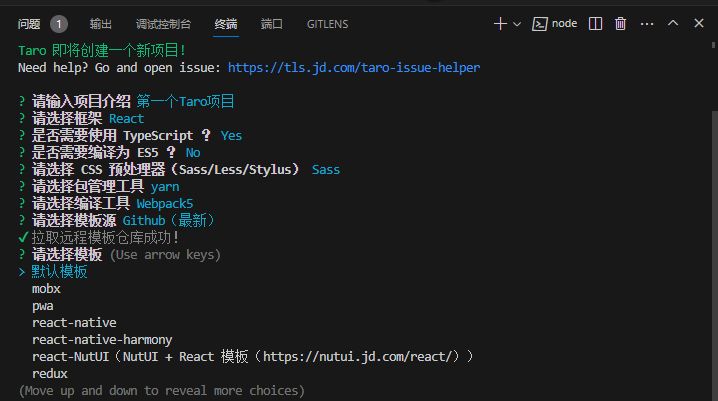 问题 1 输出 调试控制台 终端 端口 GITLENS node
Taro 即将创建一个新项目!
Need help? Go and open issue: https://tls.jd.com/taro-issue-helper
? 请输入项目介绍 第一个Taro项目
? 请选择框架 React
? 是否需要使用 TypeScript ? Yes
? 是否需要编译为 ES5 ? No
? 请选择 CSS 预处理器（Sass/Less/Stylus） Sass
? 请选择包管理工具 yarn
? 请选择编译工具 Webpack5
? 请选择模板源 Github（最新）
✔ 拉取远程模板仓库成功!
? 请选择模板 (Use arrow keys)
> 默认模板
mobx
pwa
react-native
react-native-harmony
react-NutUI（NutUI + React 模板（https://nutui.jd.com/react/））
redux
(Move up and down to reveal more choices)